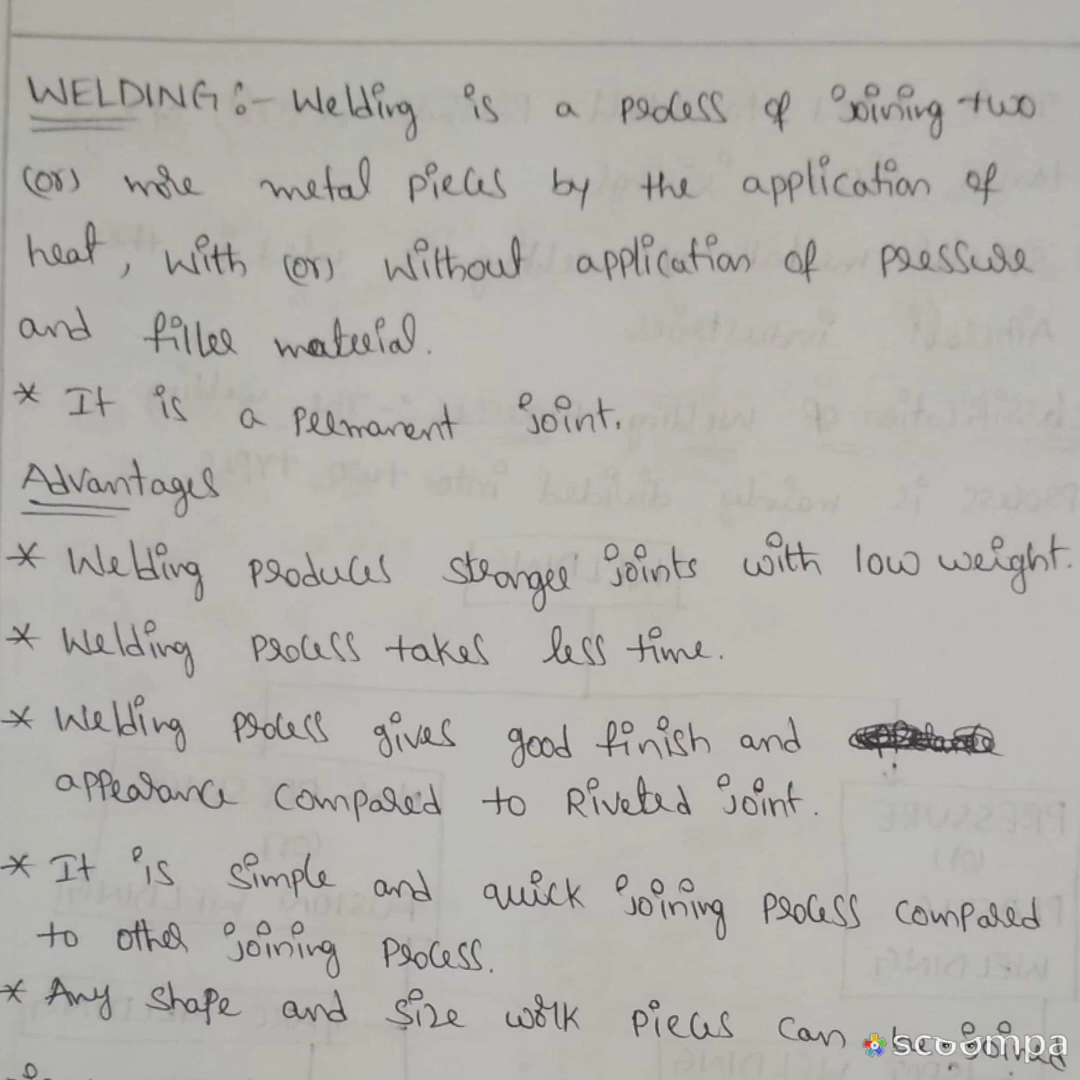 WELDING :- Welding is a process of joining two
(or) more metal pieces by the application of
heat, with (or) without application of pressure
and filler material.
* It is a permanent joint.
Advantages
* Welding produces stronger joints with low weight.
* Welding process takes less time.
* Welding process gives good finish and
appearance compared to Riveted joint.
* It is simple and quick joining process compared
to other joining process.
* Any shape and size work pieces can be joined
scoompa